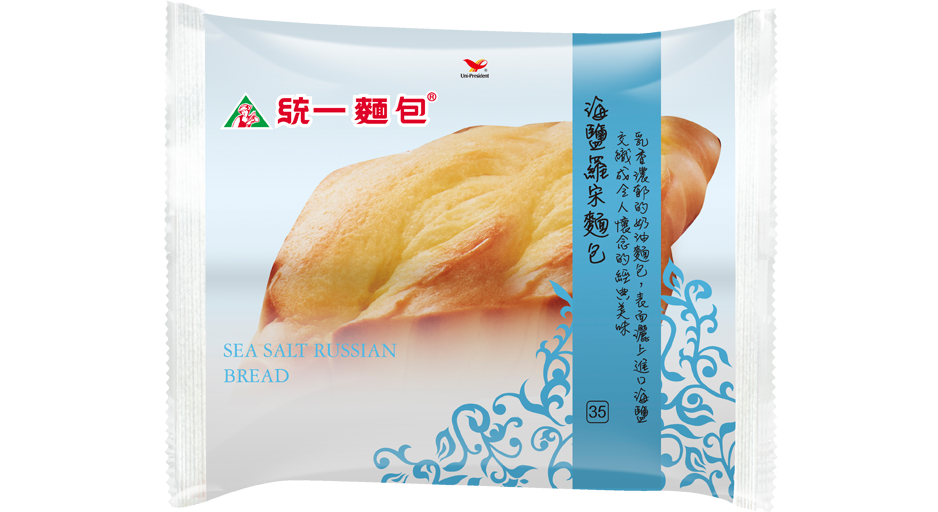 Uni-President
統一麵包®
海鹽羅宋麵包
乳香濃郁的奶油麵包，表面灑上進口海鹽
交織成令人懷念的經典美味
SEA SALT RUSSIAN
BREAD
35